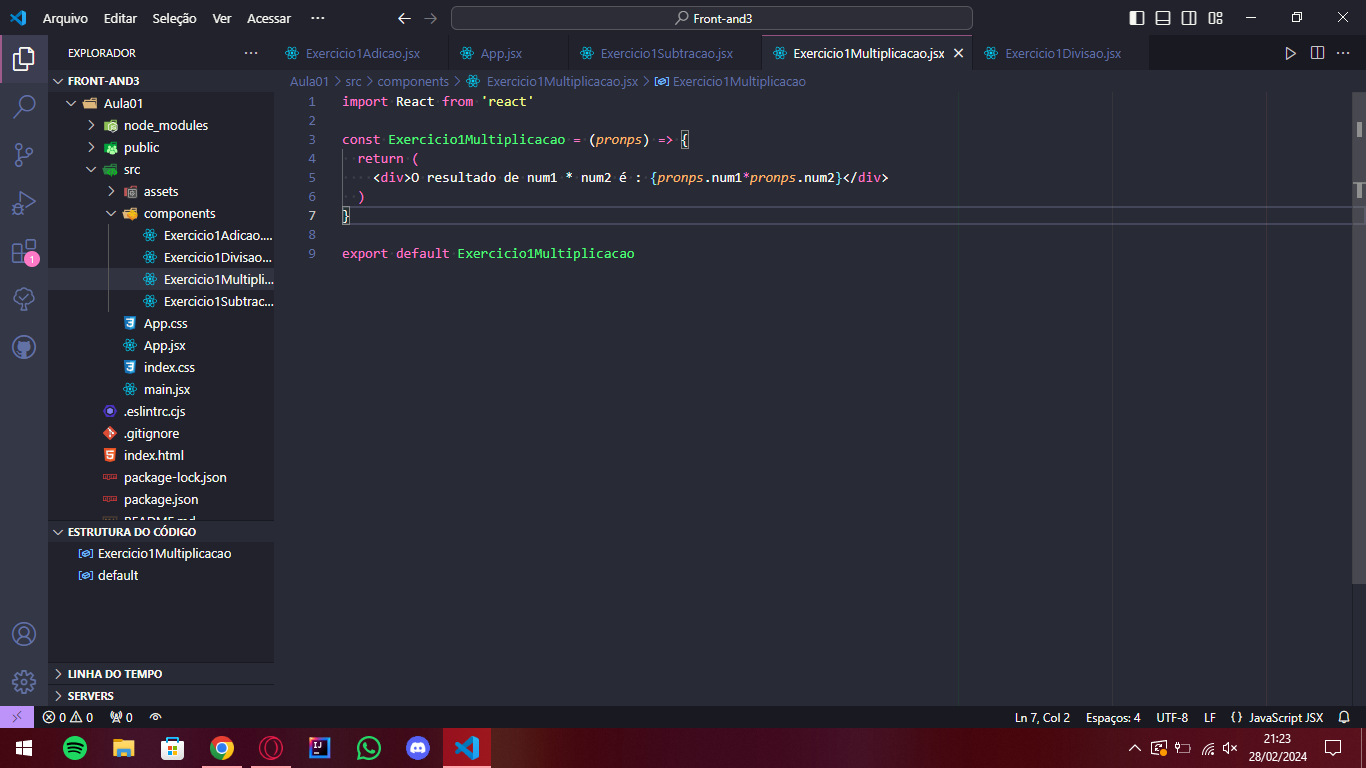 Arquivo Editar Seleção Ver Acessar ···
Front-and3
EXPLORADOR ···
Exercicio1Adicao.jsx App.jsx Exercicio1Subtracao.jsx Exercicio1Multiplicacao.jsx Exercicio1Divisao.jsx
FRONT-AND3
Aula01
node_modules
public
src
assets
components
Exercicio1Adicao....
Exercicio1Divisao...
Exercicio1Multipli...
Exercicio1Subtrac...
App.css
App.jsx
index.css
main.jsx
.eslintrc.cjs
.gitignore
index.html
package-lock.json
package.json
README.md
ESTRUTURA DO CÓDIGO
Exercicio1Multiplicacao
default
LINHA DO TEMPO
SERVERS
Aula01 > src > components > Exercicio1Multiplicacao.jsx > Exercicio1Multiplicacao
1 import React from 'react'
2
3 const Exercicio1Multiplicacao = (pronps) => {
4 return (
5 <div>O resultado de num1 * num2 é : {pronps.num1*pronps.num2}</div>
6 )
7 }
8
9 export default Exercicio1Multiplicacao
1
0 0 0 Ln 7, Col 2 Espaços: 4 UTF-8 LF {} JavaScript JSX
21:23
28/02/2024